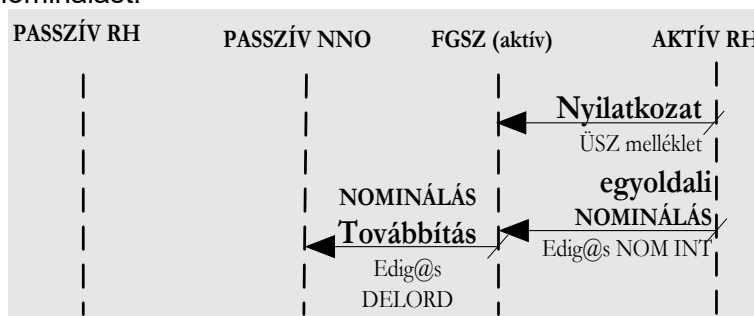 nominálást.
PASSZÍV RH PASSZÍV NNO FGSZ (aktív) AKTÍV RH
Nyilatkozat
ÜSZ melléklet
egyoldali
NOMINÁLÁS NOMINÁLÁS
Továbbítás Edig@s NOM INT
Edig@s
DELORD